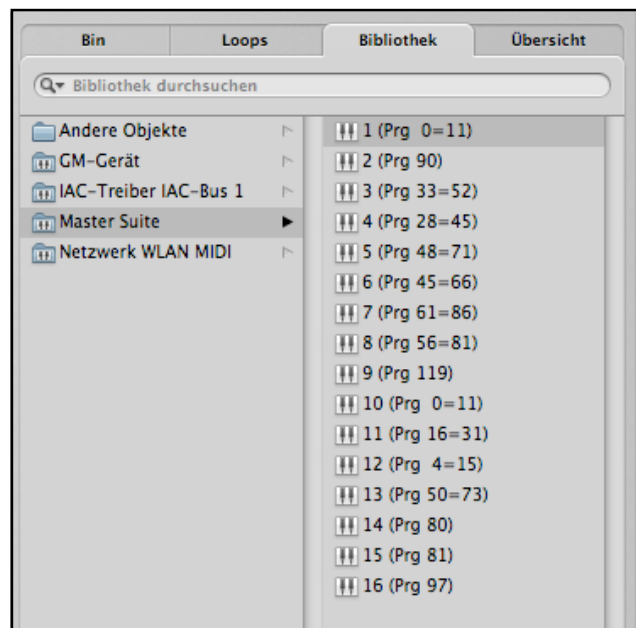 Bin
Loops
Bibliothek
Übersicht
Bibliothek durchsuchen
Andere Objekte
GM-Gerät
IAC-Treiber IAC-Bus 1
Master Suite
Netzwerk WLAN MIDI
1 (Prg  0=11)
2 (Prg 90)
3 (Prg 33=52)
4 (Prg 28=45)
5 (Prg 48=71)
6 (Prg 45=66)
7 (Prg 61=86)
8 (Prg 56=81)
9 (Prg 119)
10 (Prg  0=11)
11 (Prg 16=31)
12 (Prg  4=15)
13 (Prg 50=73)
14 (Prg 80)
15 (Prg 81)
16 (Prg 97)